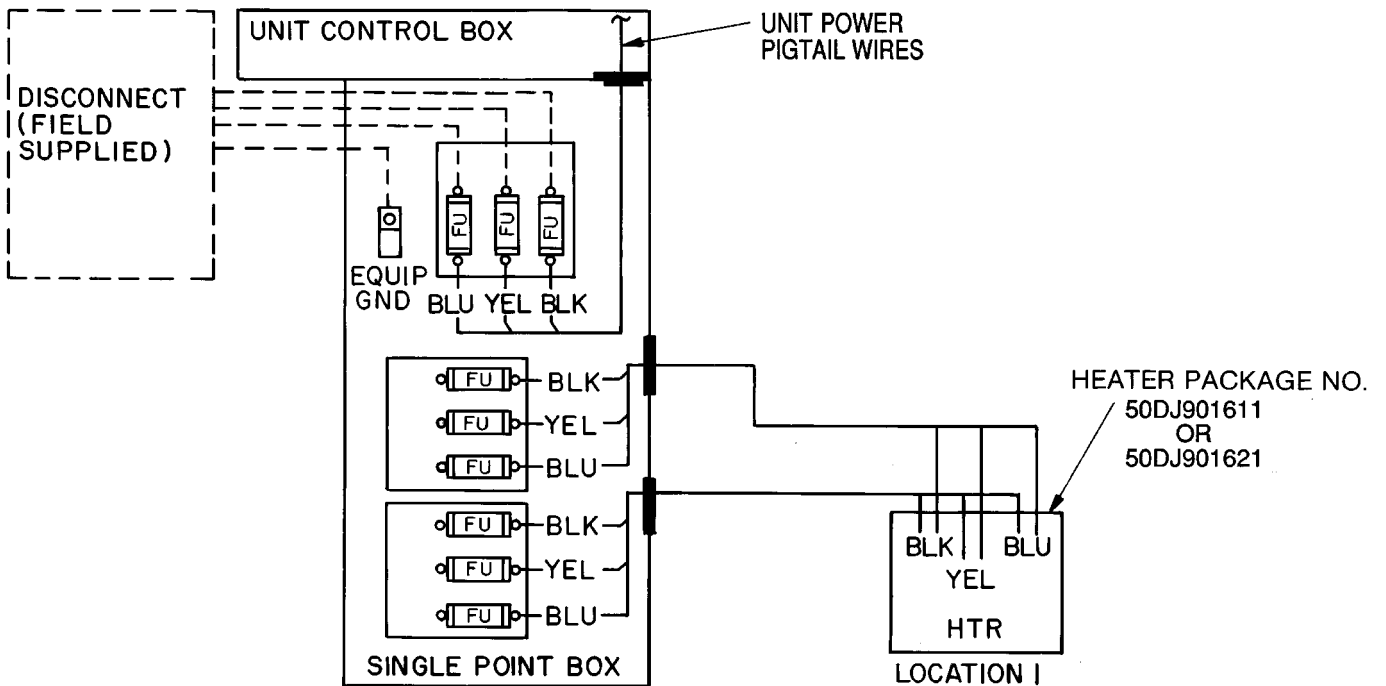 UNIT CONTROL BOX
UNIT POWER
PIGTAIL WIRES
DISCONNECT
(FIELD
SUPPLIED)
FU FU FU
EQUIP
GND
BLU YEL BLK
FU BLK
FU YEL
FU BLU
FU BLK
FU YEL
FU BLU
SINGLE POINT BOX
HEATER PACKAGE NO.
50DJ901611
OR
50DJ901621
BLK BLU
YEL
HTR
LOCATION I